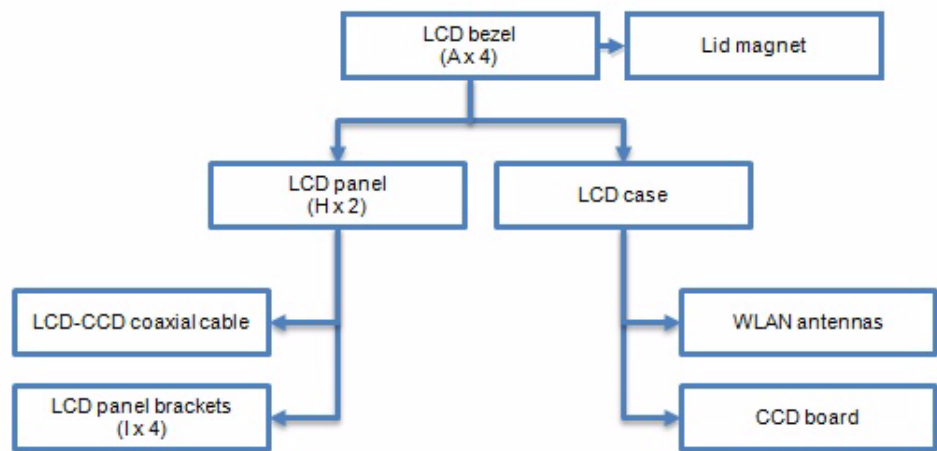 LCD bezel
(A x 4)
Lid magnet
LCD panel
(H x 2)
LCD case
LCD-CCD coaxial cable
WLAN antennas
LCD panel brackets
(I x 4)
CCD board